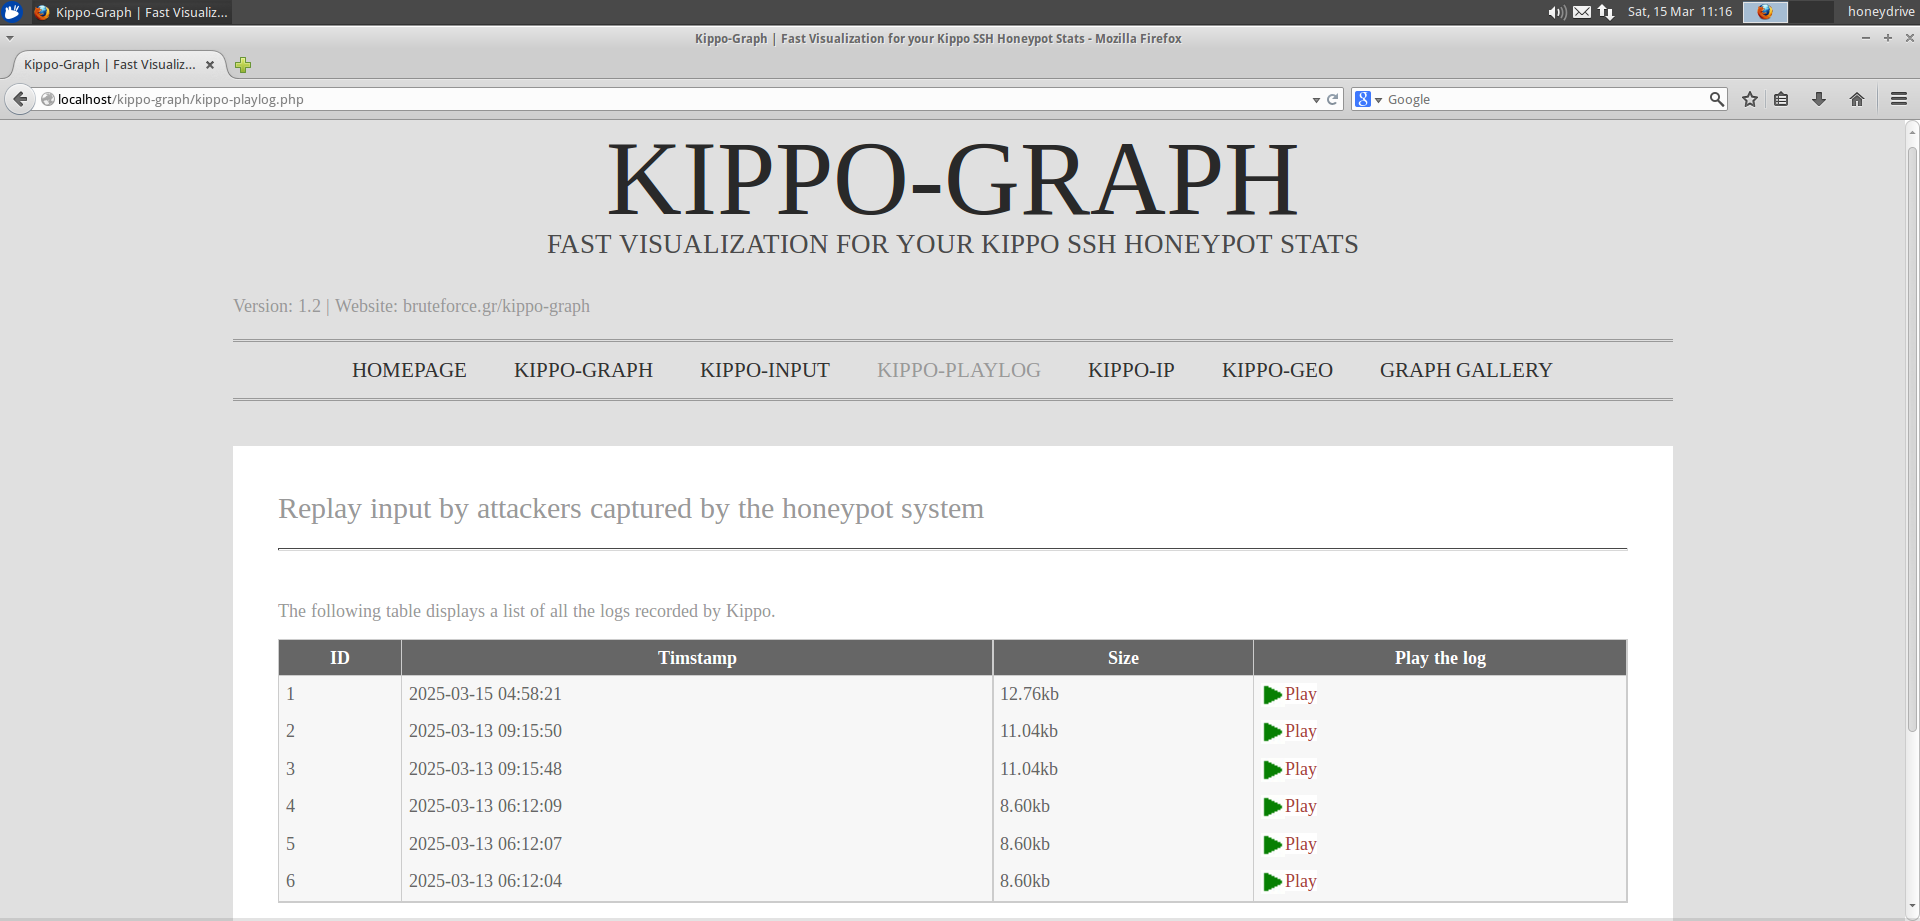 Kippo-Graph | Fast Visualiz...
Sat, 15 Mar 11:16
honeydrive
Kippo-Graph | Fast Visualization for your Kippo SSH Honeypot Stats - Mozilla Firefox
Kippo-Graph | Fast Visualiz...
localhost/kippo-graph/kippo-playlog.php
8
Google
KIPPO-GRAPH
FAST VISUALIZATION FOR YOUR KIPPO SSH HONEYPOT STATS
Version: 1.2 | Website: bruteforce.gr/kippo-graph
HOMEPAGE KIPPO-GRAPH KIPPO-INPUT KIPPO-PLAYLOG KIPPO-IP KIPPO-GEO GRAPH GALLERY
Replay input by attackers captured by the honeypot system
The following table displays a list of all the logs recorded by Kippo.
ID Timstamp Size Play the log
1 2025-03-15 04:58:21 12.76kb Play
2 2025-03-13 09:15:50 11.04kb Play
3 2025-03-13 09:15:48 11.04kb Play
4 2025-03-13 06:12:09 8.60kb Play
5 2025-03-13 06:12:07 8.60kb Play
6 2025-03-13 06:12:04 8.60kb Play